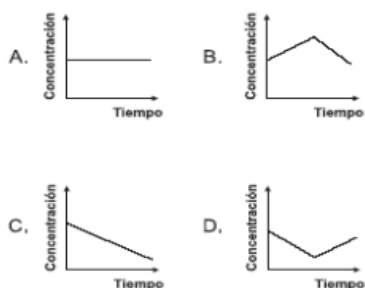 A.
Concentración
Tiempo
B.
Concentración
Tiempo
C.
Concentración
Tiempo
D.
Concentración
Tiempo